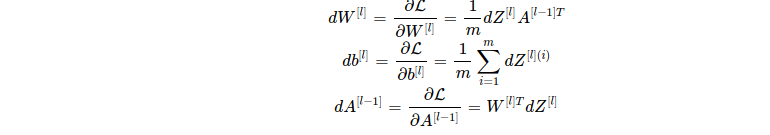 $dW^{[l]} = \frac{\partial \mathcal{L}}{\partial W^{[l]}} = \frac{1}{m} dZ^{[l]} A^{[l-1]T}$
$db^{[l]} = \frac{\partial \mathcal{L}}{\partial b^{[l]}} = \frac{1}{m} \sum_{i=1}^{m} dZ^{[l](i)}$
$dA^{[l-1]} = \frac{\partial \mathcal{L}}{\partial A^{[l-1]}} = W^{[l]T} dZ^{[l]}$